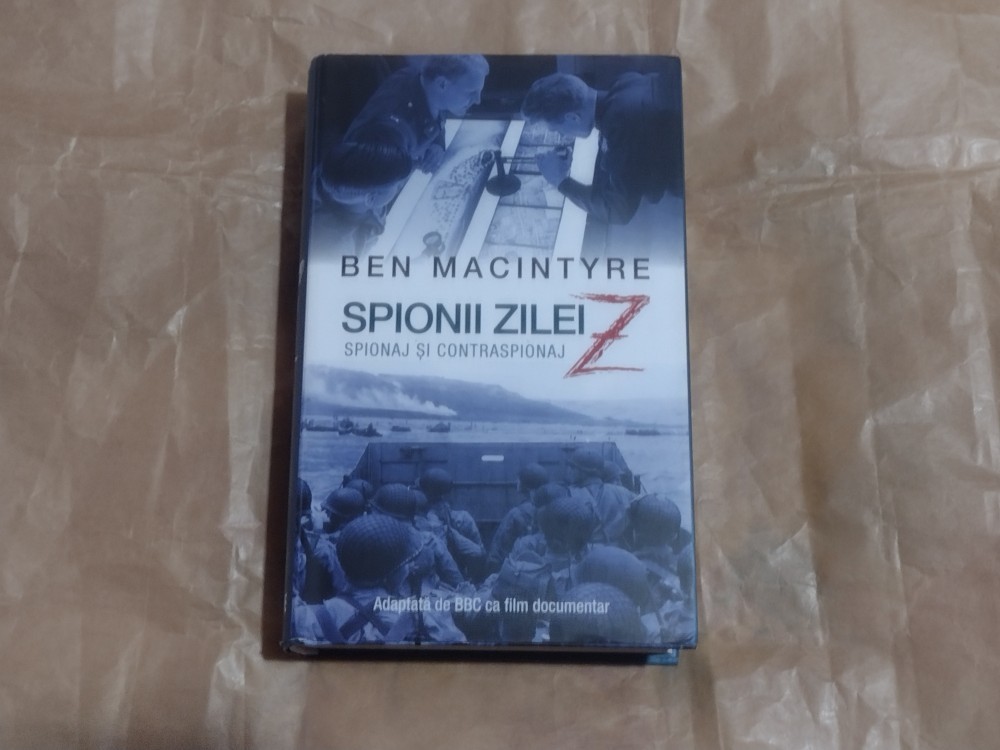 BEN MACINTYRE
SPIONII ZILEI Z
SPIONAJ ȘI CONTRASPIONAJ
Adaptată de BBC ca film documentar